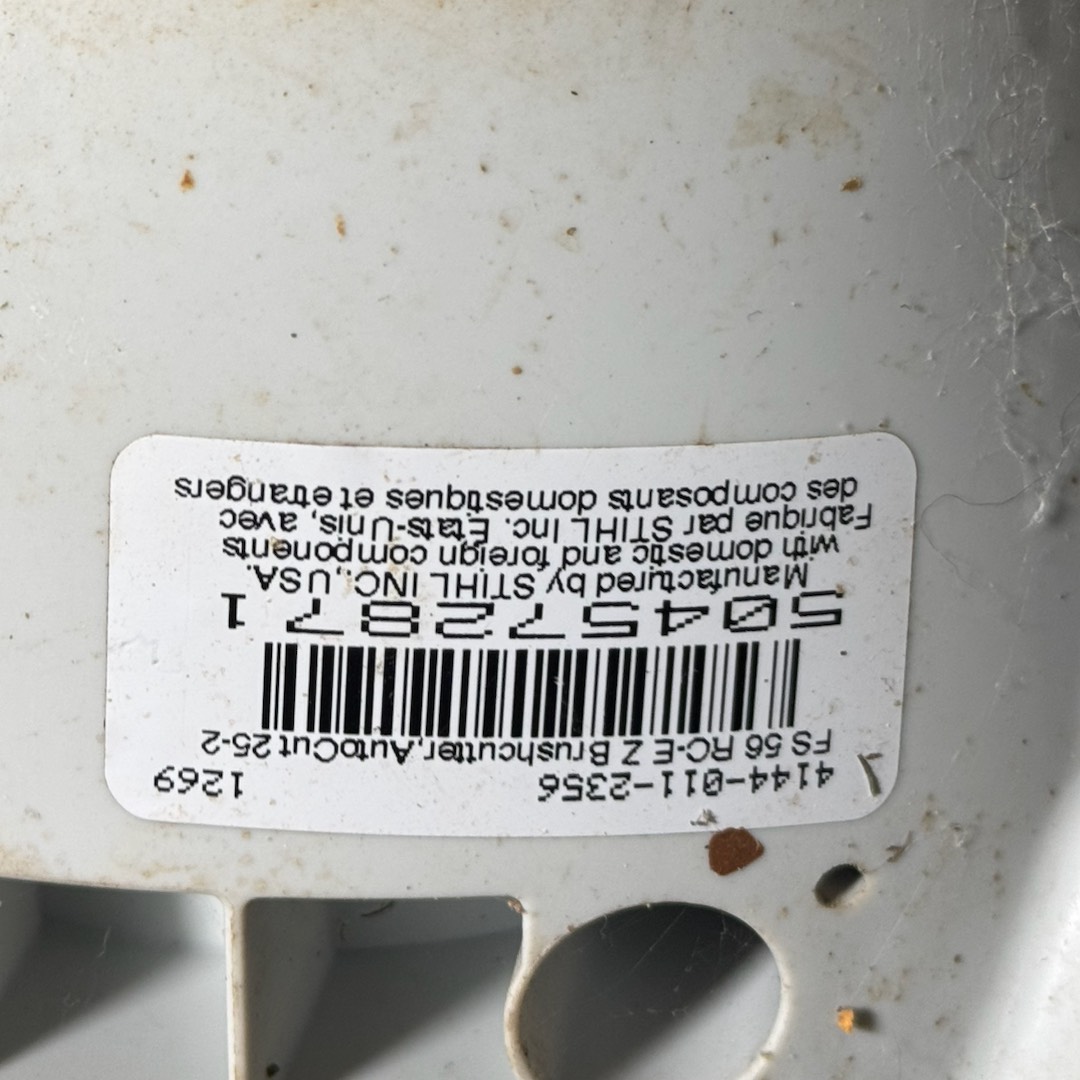 4144-011-2356 1269
FS 56 RC-E Z Brushcutter,AutoCut 25-2
504572871
Manufactured by STIHL INC., USA.
with domestic and foreign components
Fabrique par STIHL Inc. Etats-Unis, avec
des composants domestiques et etrangers